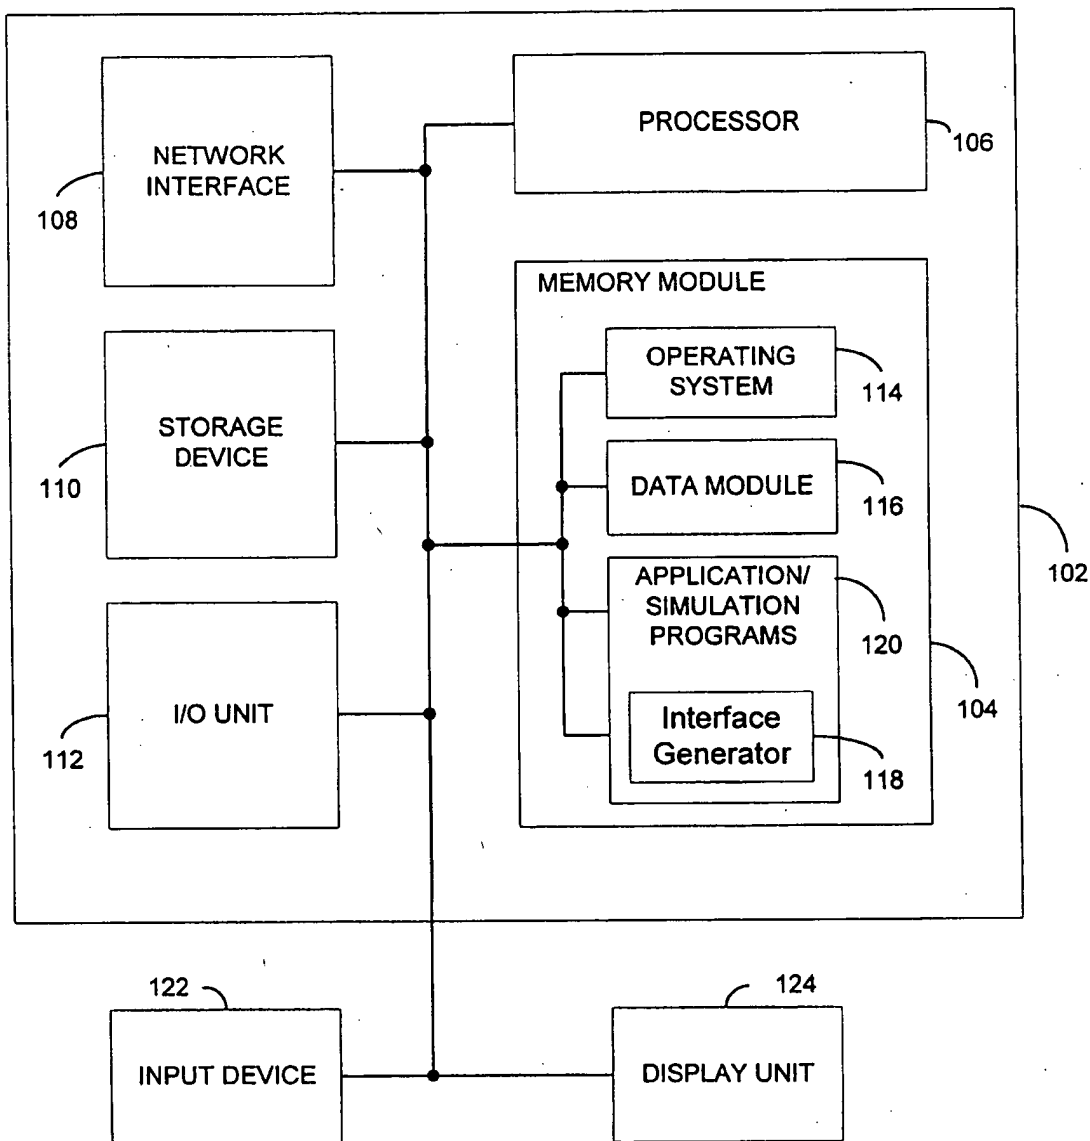 NETWORK
INTERFACE
108
PROCESSOR
106
STORAGE
DEVICE
110
I/O UNIT
112
MEMORY MODULE
OPERATING
SYSTEM
114
DATA MODULE
116
APPLICATION/
SIMULATION
PROGRAMS
120
Interface
Generator
118
104
102
122
INPUT DEVICE
124
DISPLAY UNIT